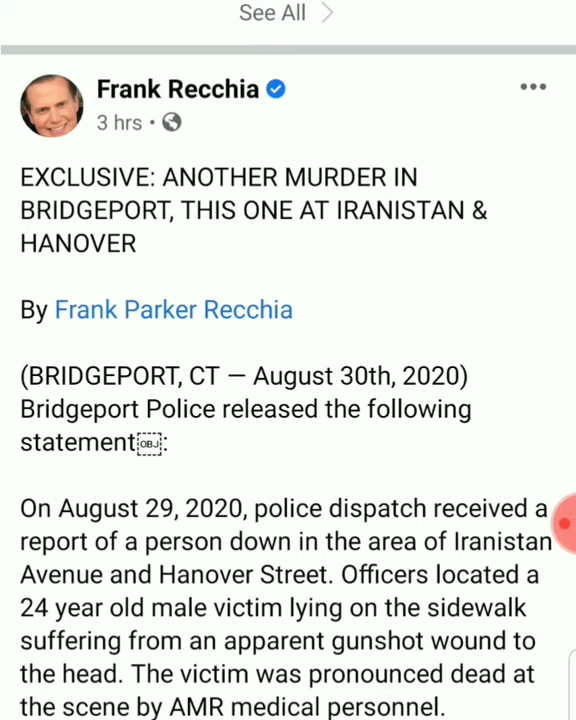 See All
Frank Recchia
3 hrs •
EXCLUSIVE: ANOTHER MURDER IN
BRIDGEPORT, THIS ONE AT IRANISTAN &
HANOVER
By Frank Parker Recchia
(BRIDGEPORT, CT — August 30th, 2020)
Bridgeport Police released the following
statement￼:
On August 29, 2020, police dispatch received a
report of a person down in the area of Iranistan
Avenue and Hanover Street. Officers located a
24 year old male victim lying on the sidewalk
suffering from an apparent gunshot wound to
the head. The victim was pronounced dead at
the scene by AMR medical personnel.